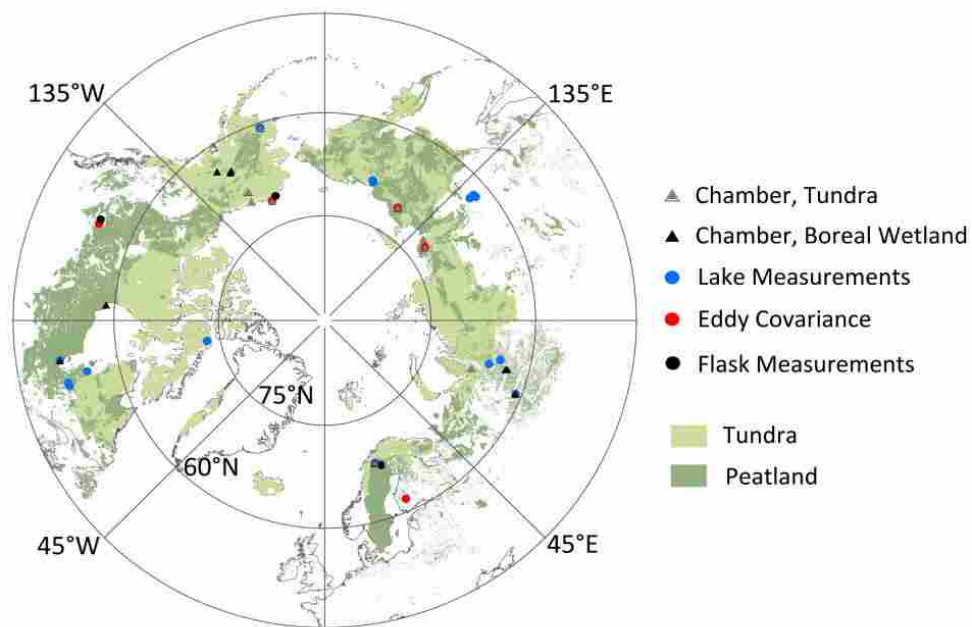 135°W
135°E
Chamber, Tundra
Chamber, Boreal Wetland
Lake Measurements
Eddy Covariance
Flask Measurements
75°N
Tundra
60°N
Peatland
45°W
45°E